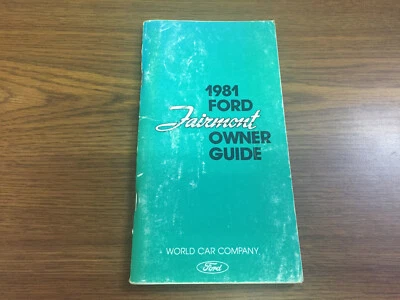 1981
FORD
Fairmont
OWNER
GUIDE
WORLD CAR COMPANY
Ford